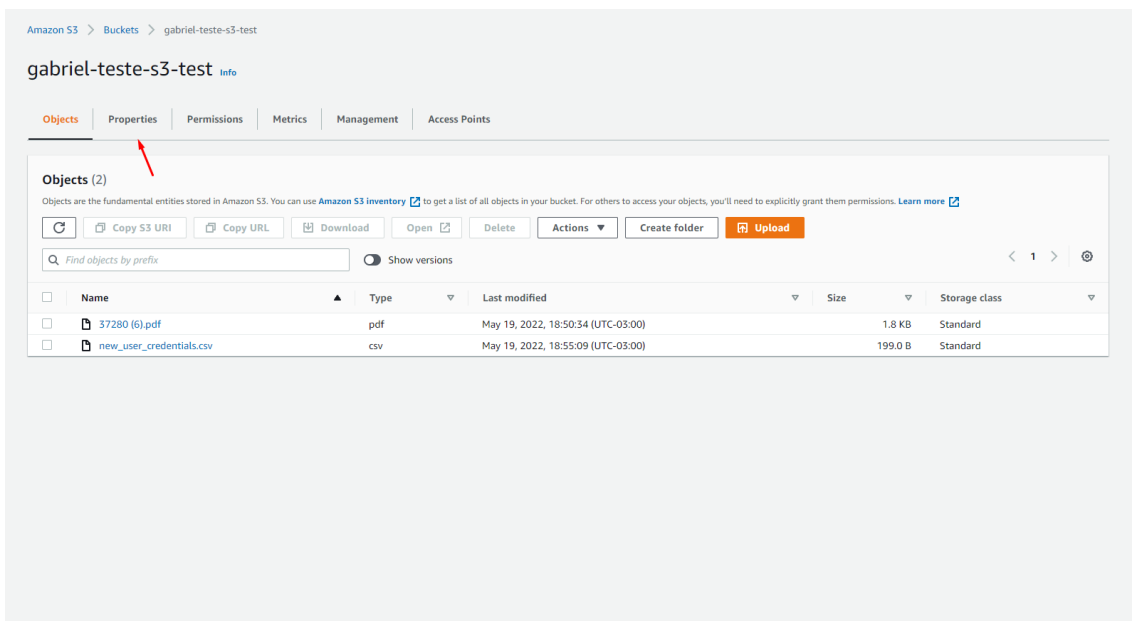 Amazon S3 > Buckets > gabriel-teste-s3-test
gabriel-teste-s3-test Info
Objects Properties Permissions Metrics Management Access Points
Objects (2)
Objects are the fundamental entities stored in Amazon S3. You can use Amazon S3 inventory to get a list of all objects in your bucket. For others to access your objects, you'll need to explicitly grant them permissions. Learn more
Copy S3 URI Copy URL Download Open Delete Actions Create folder Upload
Find objects by prefix Show versions < 1 >
Name Type Last modified Size Storage class
37280 (6).pdf pdf May 19, 2022, 18:50:34 (UTC-03:00) 1.8 KB Standard
new_user_credentials.csv csv May 19, 2022, 18:55:09 (UTC-03:00) 199.0 B Standard